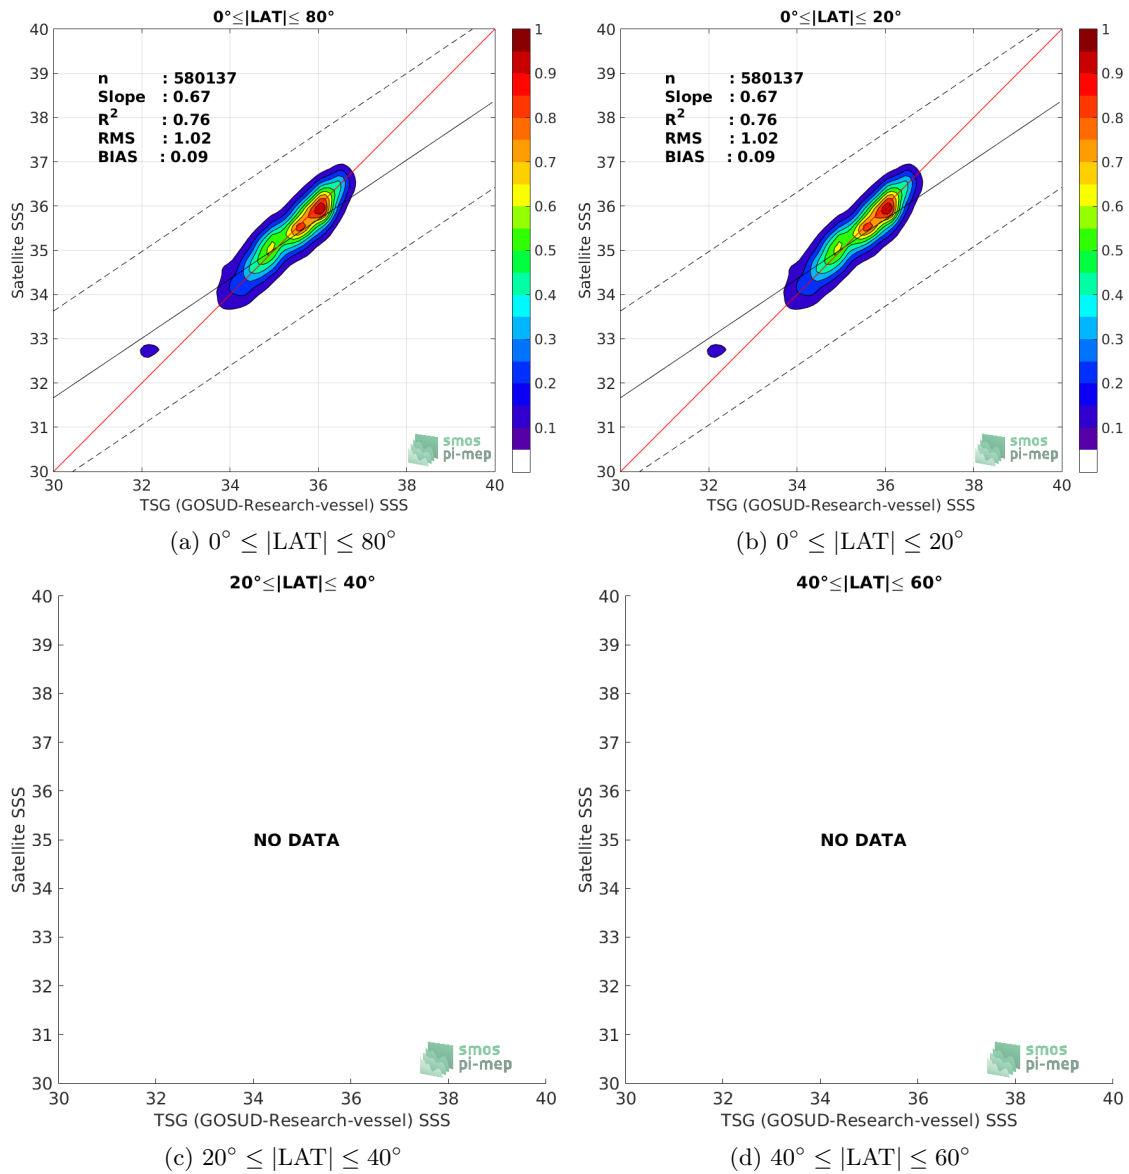 0°≤|LAT|≤ 80°
40
39
38
37
36
35
34
33
32
31
30
Satellite SSS
n : 580137
Slope : 0.67
R² : 0.76
RMS : 1.02
BIAS : 0.09
smos
pi-mep
30 32 34 36 38 40
TSG (GOSUD-Research-vessel) SSS
1
0.9
0.8
0.7
0.6
0.5
0.4
0.3
0.2
0.1
(a) 0° ≤ |LAT| ≤ 80°
0°≤|LAT|≤ 20°
40
39
38
37
36
35
34
33
32
31
30
Satellite SSS
n : 580137
Slope : 0.67
R² : 0.76
RMS : 1.02
BIAS : 0.09
smos
pi-mep
30 32 34 36 38 40
TSG (GOSUD-Research-vessel) SSS
1
0.9
0.8
0.7
0.6
0.5
0.4
0.3
0.2
0.1
(b) 0° ≤ |LAT| ≤ 20°
20°≤|LAT|≤ 40°
40
39
38
37
36
35
34
33
32
31
30
Satellite SSS
NO DATA
smos
pi-mep
30 32 34 36 38 40
TSG (GOSUD-Research-vessel) SSS
(c) 20° ≤ |LAT| ≤ 40°
40°≤|LAT|≤ 60°
40
39
38
37
36
35
34
33
32
31
30
Satellite SSS
NO DATA
smos
pi-mep
30 32 34 36 38 40
TSG (GOSUD-Research-vessel) SSS
(d) 40° ≤ |LAT| ≤ 60°